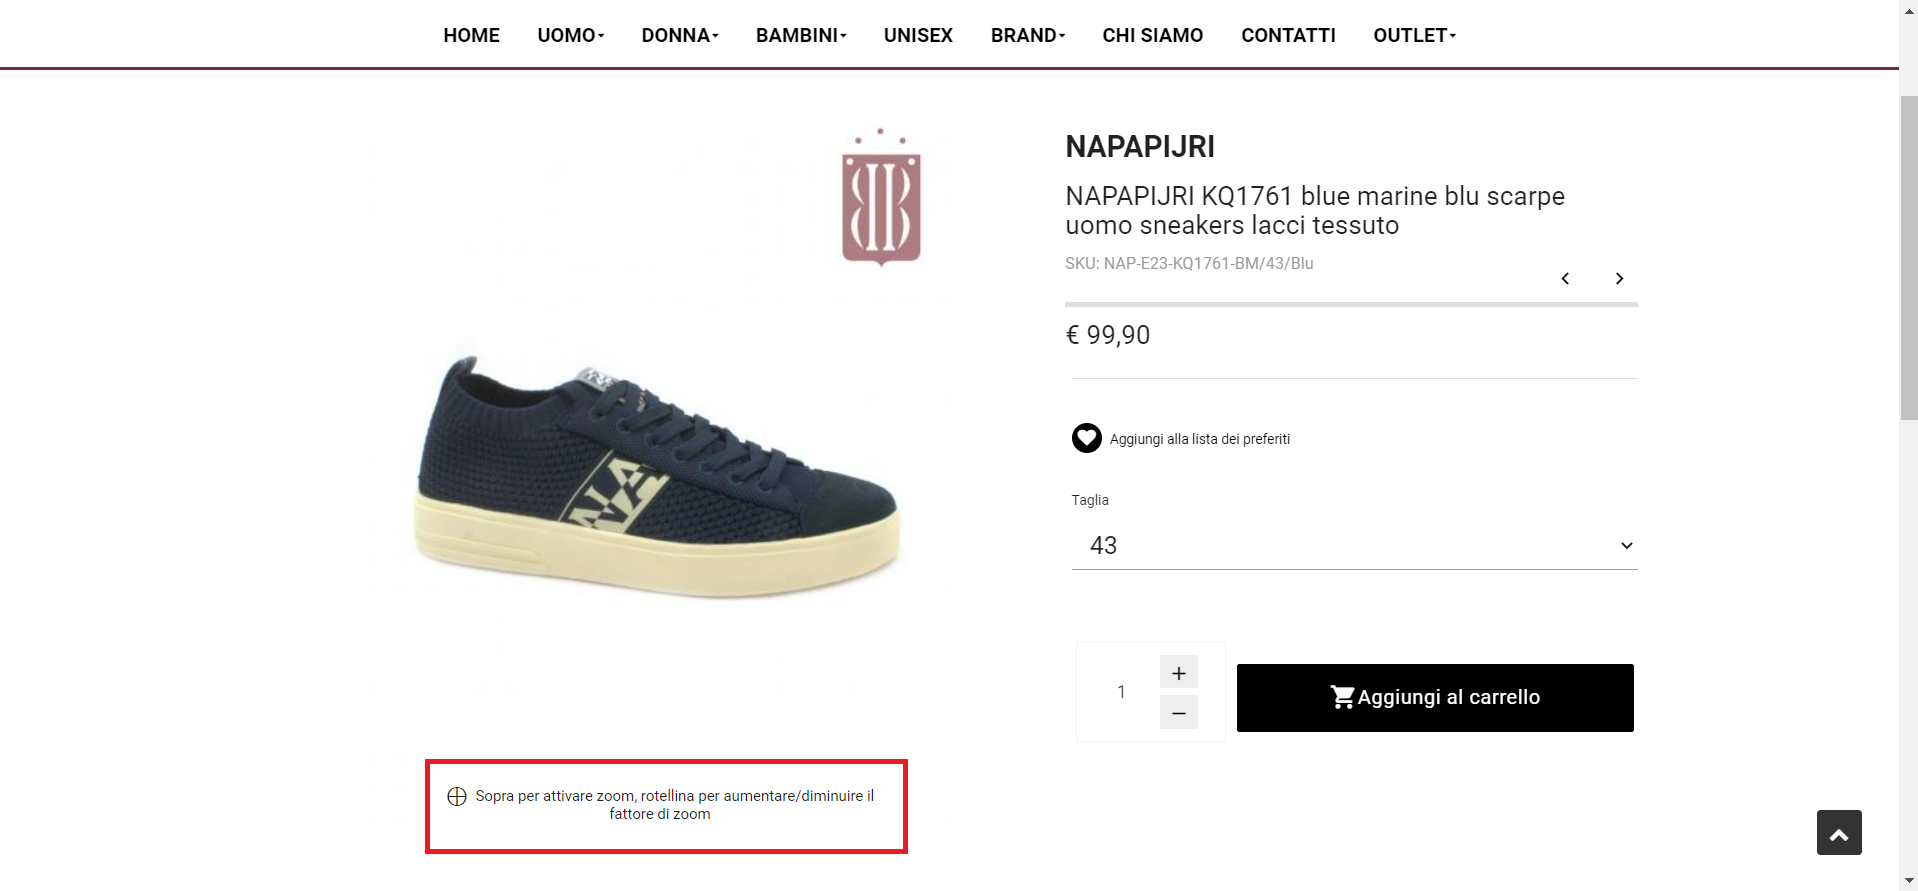 HOME UOMO DONNA BAMBINI UNISEX BRAND CHI SIAMO CONTATTI OUTLET
NAPAPIJRI
NAPAPIJRI KQ1761 blue marine blu scarpe
uomo sneakers lacci tessuto
SKU: NAP-E23-KQ1761-BM/43/Blu
€ 99,90
Aggiungi alla lista dei preferiti
Taglia
43
1
+
−
Aggiungi al carrello
NA
Sopra per attivare zoom, rotellina per aumentare/diminuire il
fattore di zoom